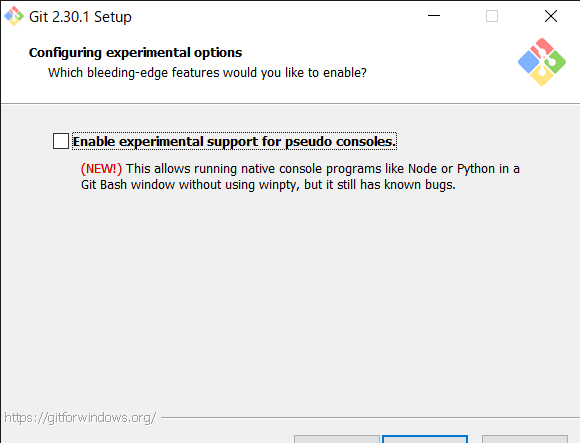 Git 2.30.1 Setup
Configuring experimental options
Which bleeding-edge features would you like to enable?
Enable experimental support for pseudo consoles.
(NEW!) This allows running native console programs like Node or Python in a
Git Bash window without using winpty, but it still has known bugs.
https://gitforwindows.org/